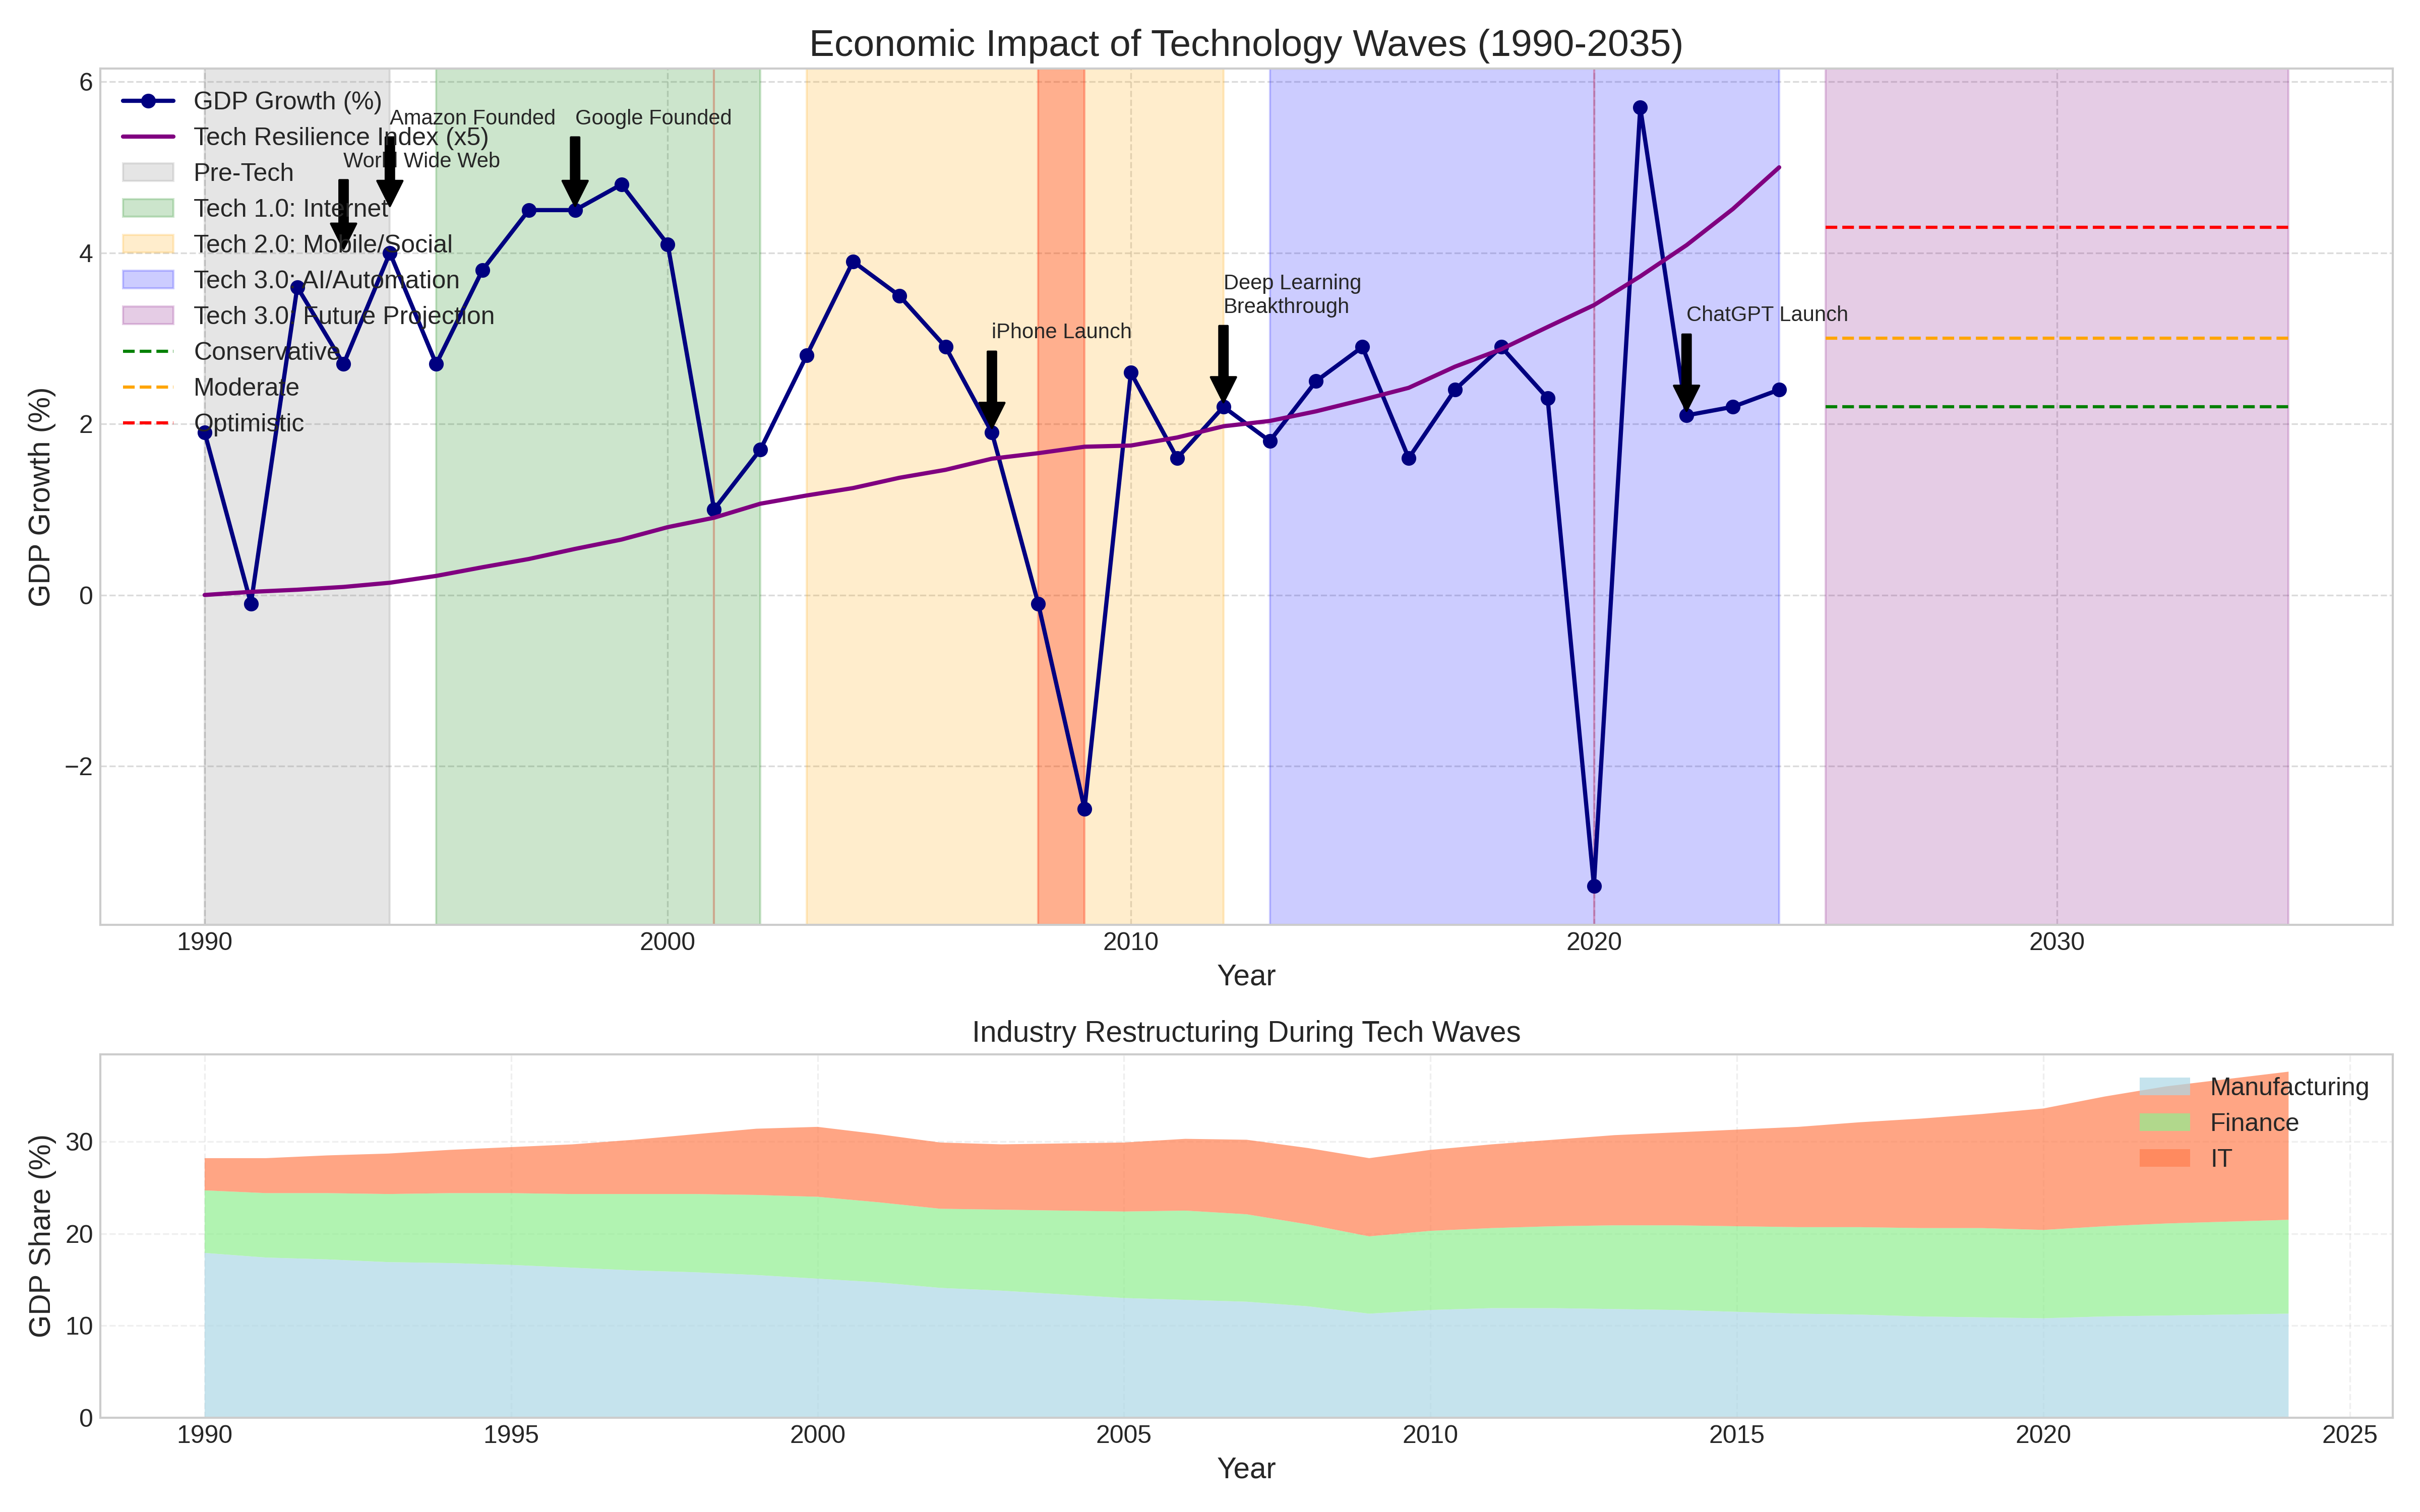 Economic Impact of Technology Waves (1990-2035)
GDP Growth (%)
6
4
2
0
−2
GDP Growth (%)
Tech Resilience Index (x5)
Pre-Tech
Tech 1.0: Internet
Tech 2.0: Mobile/Social
Tech 3.0: AI/Automation
Tech 3.0: Future Projection
Conservative
Moderate
Optimistic
Amazon Founded
Google Founded
World Wide Web
iPhone Launch
Deep Learning
Breakthrough
ChatGPT Launch
1990 2000 2010 2020 2030
Year
Industry Restructuring During Tech Waves
GDP Share (%)
30
20
10
0
Manufacturing
Finance
IT
1990 1995 2000 2005 2010 2015 2020 2025
Year